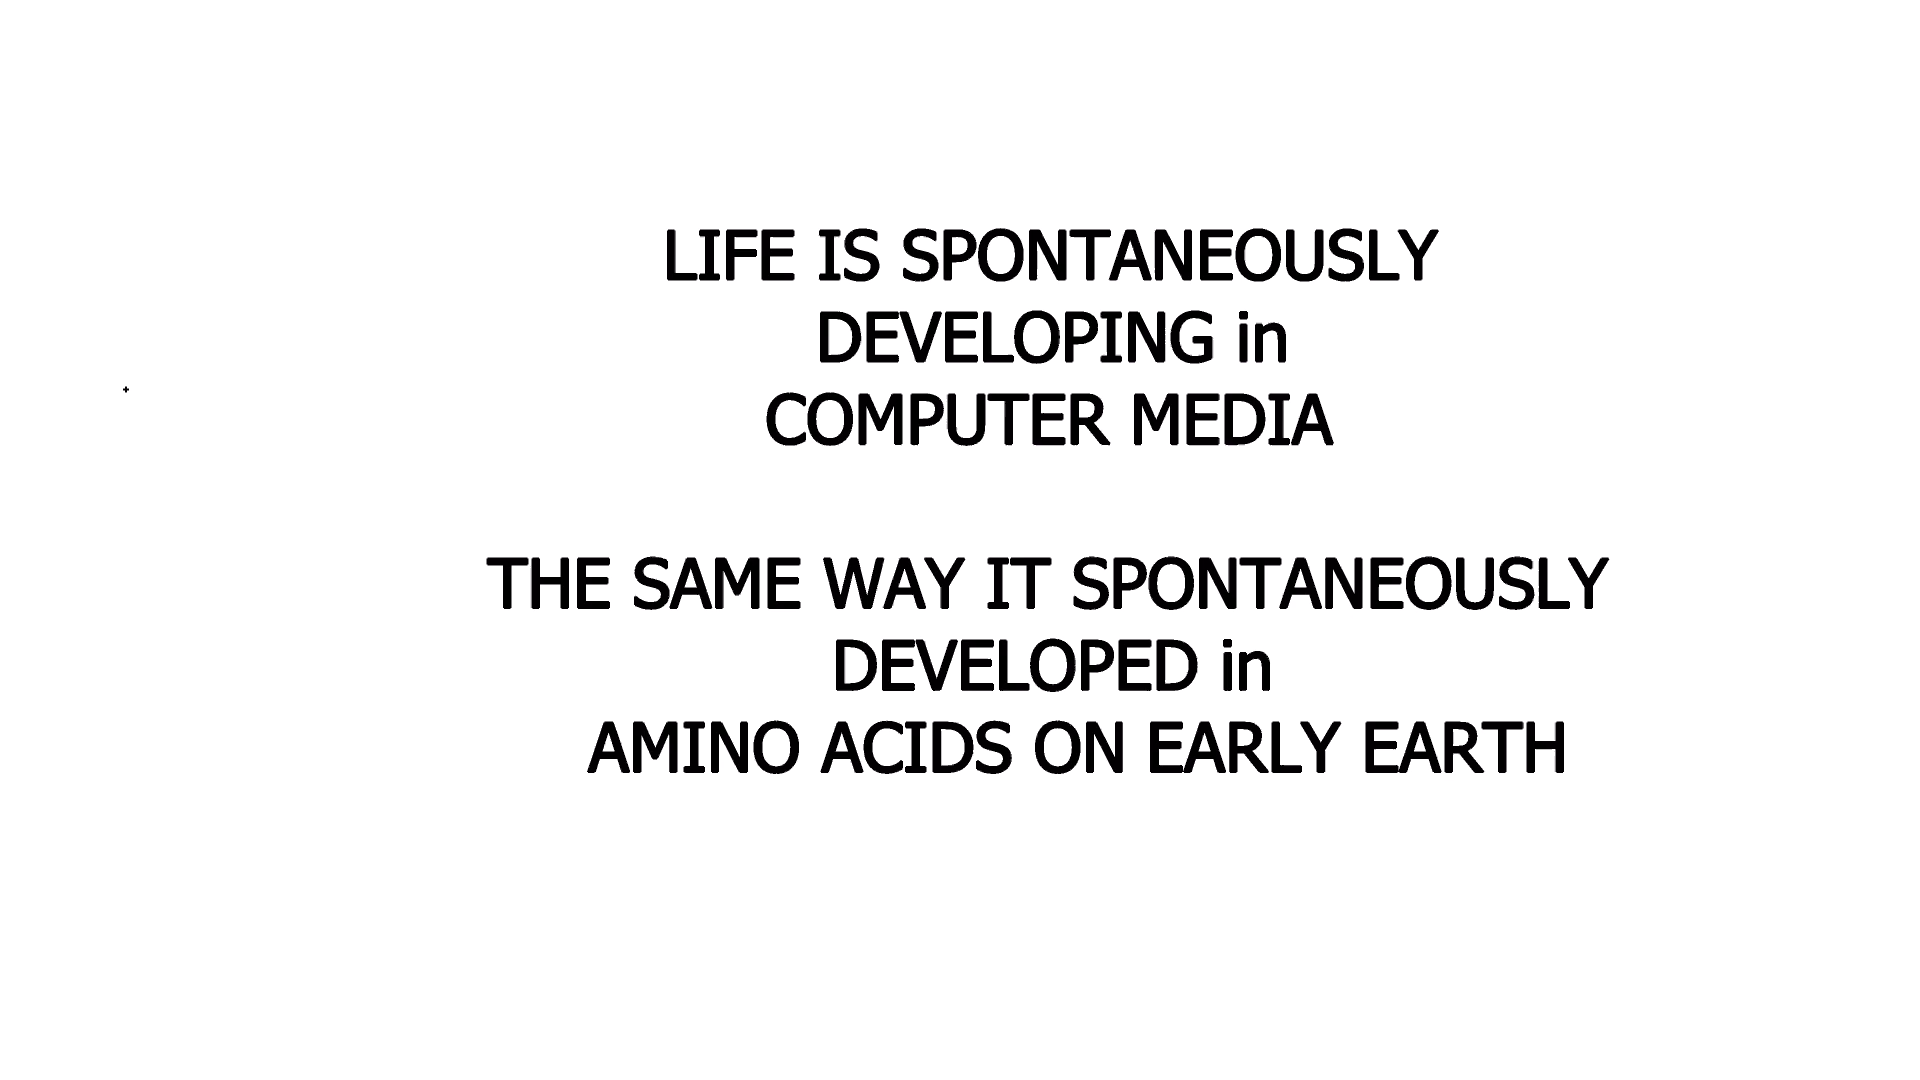 LIFE IS SPONTANEOUSLY
DEVELOPING in
COMPUTER MEDIA
THE SAME WAY IT SPONTANEOUSLY
DEVELOPED in
AMINO ACIDS ON EARLY EARTH